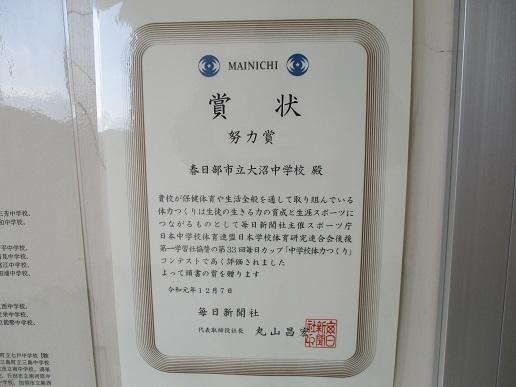 MAINICHI
賞状
努力賞
春日部市立大沼中学校 殿
貴校が保健体育や生活全般を通して取り組んでいる
体力つくりは生徒の生きる力の育成と生涯スポーツに
つながるものとして毎日新聞社主催スポーツ庁
日本中学校体育連盟日本学校体育研究連合会後援
第一学習社協賛の第33回毎日カップ「中学校体力つくり」
コンテストで高く評価されました
よって頭書の賞を贈ります
令和元年12月7日
毎日新聞社
代表取締役社長 丸山昌宏